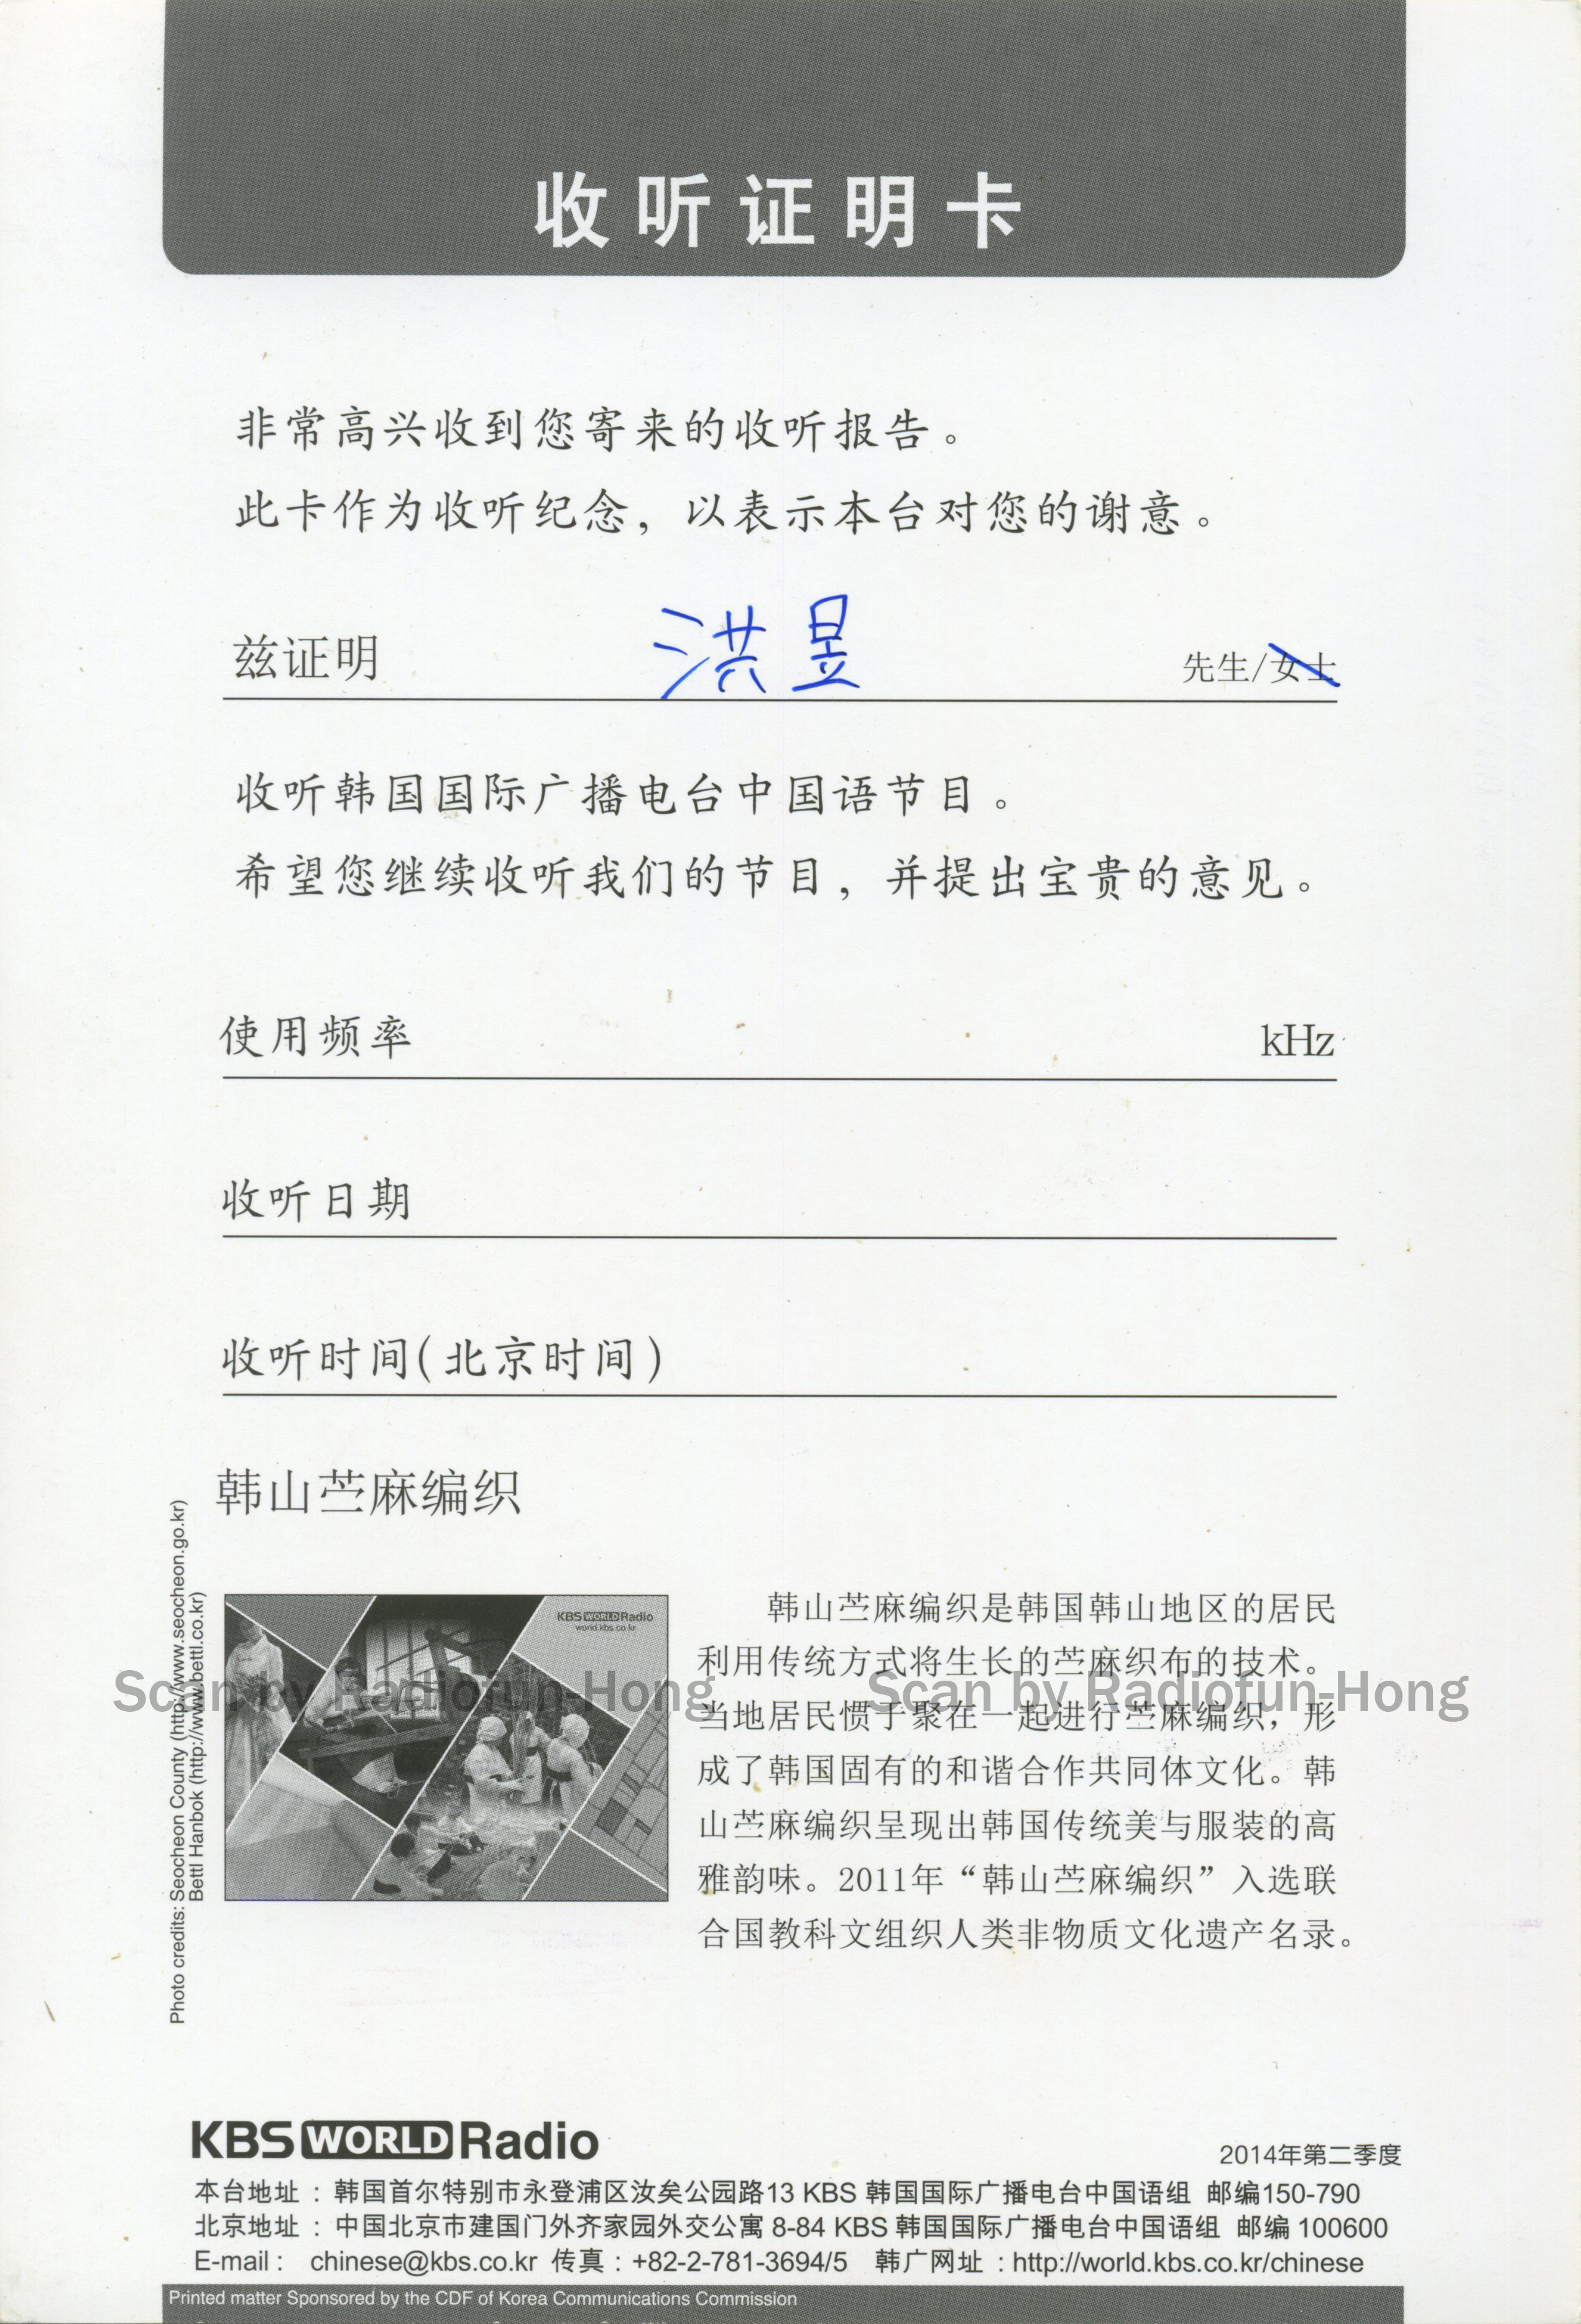 收听证明卡
非常高兴收到您寄来的收听报告。
此卡作为收听纪念，以表示本台对您的谢意。
兹证明 洪昱 先生/女士
收听韩国国际广播电台中国语节目。
希望您继续收听我们的节目，并提出宝贵的意见。
使用频率 kHz
收听日期
收听时间(北京时间)
韩山苎麻编织
Photo credits: Seocheon County (http://www.seocheon.go.kr)
Bettl Hanbok (http://www.bettl.co.kr)
KBS WORLD Radio
world.kbs.co.kr
韩山苎麻编织是韩国韩山地区的居民
利用传统方式将生长的苎麻织布的技术。
Scan by Radiofun-Hong Scan by Radiofun-Hong
当地居民惯于聚在一起进行苎麻编织，形
成了韩国固有的和谐合作共同体文化。韩
山苎麻编织呈现出韩国传统美与服装的高
雅韵味。2011年“韩山苎麻编织”入选联
合国教科文组织人类非物质文化遗产名录。
KBS WORLD Radio
2014年第二季度
本台地址：韩国首尔特别市永登浦区汝矣公园路13 KBS 韩国国际广播电台中国语组 邮编150-790
北京地址：中国北京市建国门外齐家园外交公寓 8-84 KBS 韩国国际广播电台中国语组 邮编 100600
E-mail : chinese@kbs.co.kr 传真 : +82-2-781-3694/5 韩广网址 : http://world.kbs.co.kr/chinese
Printed matter Sponsored by the CDF of Korea Communications Commission